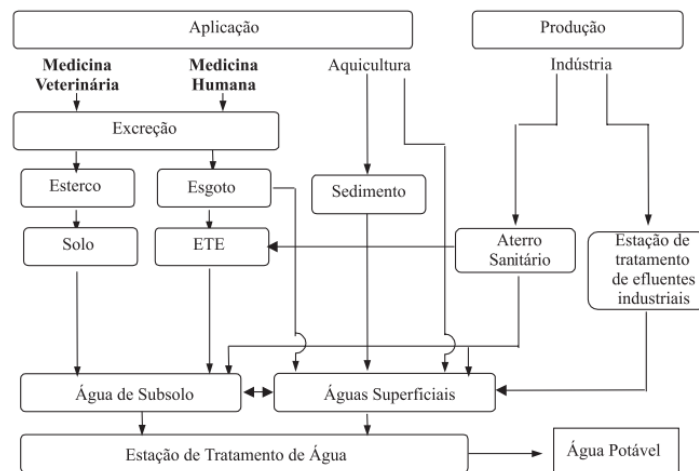 Aplicação
Produção
Medicina
Veterinária
Medicina
Humana
Aquicultura
Indústria
Excreção
Esterco
Esgoto
Sedimento
Solo
ETE
Aterro
Sanitário
Estação de
tratamento
de efluentes
industriais
Água de Subsolo
Águas Superficiais
Estação de Tratamento de Água
Água Potável